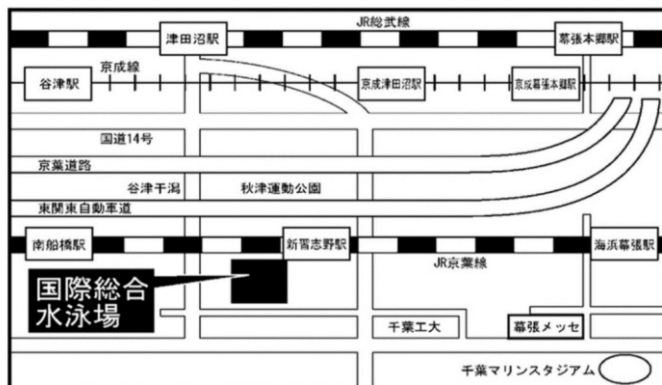 JR総武線
津田沼駅
幕張本郷駅
京成線
谷津駅
京成津田沼駅
京成幕張本郷駅
国道14号
京葉道路
谷津干潟
秋津運動公園
東関東自動車道
南船橋駅
新習志野駅
海浜幕張駅
JR京葉線
国際総合
水泳場
千葉工大
幕張メッセ
千葉マリンスタジアム